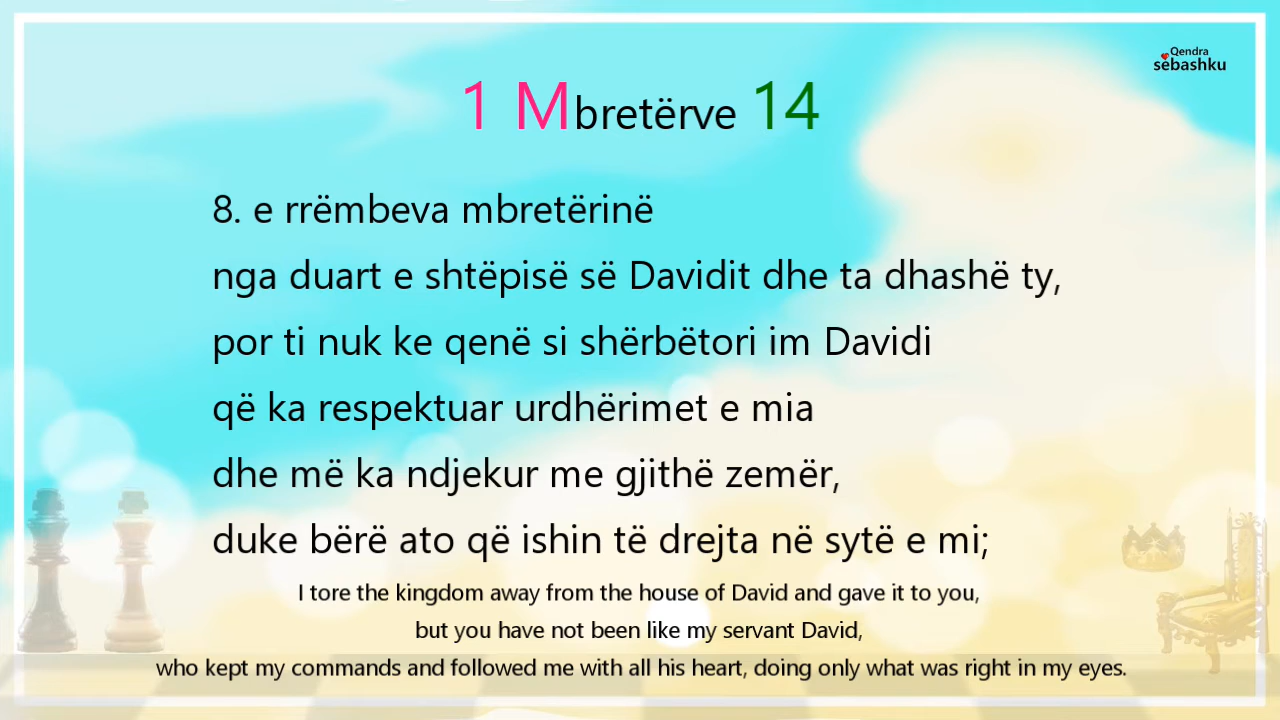 Qendra
sëbashku
1 Mbretërve 14
8. e rrëmbeva mbretërinë
nga duart e shtëpisë së Davidit dhe ta dhashë ty,
por ti nuk ke qenë si shërbëtori im Davidi
që ka respektuar urdhërimet e mia
dhe më ka ndjekur me gjithë zemër,
duke bërë ato që ishin të drejta në sytë e mi;
I tore the kingdom away from the house of David and gave it to you,
but you have not been like my servant David,
who kept my commands and followed me with all his heart, doing only what was right in my eyes.